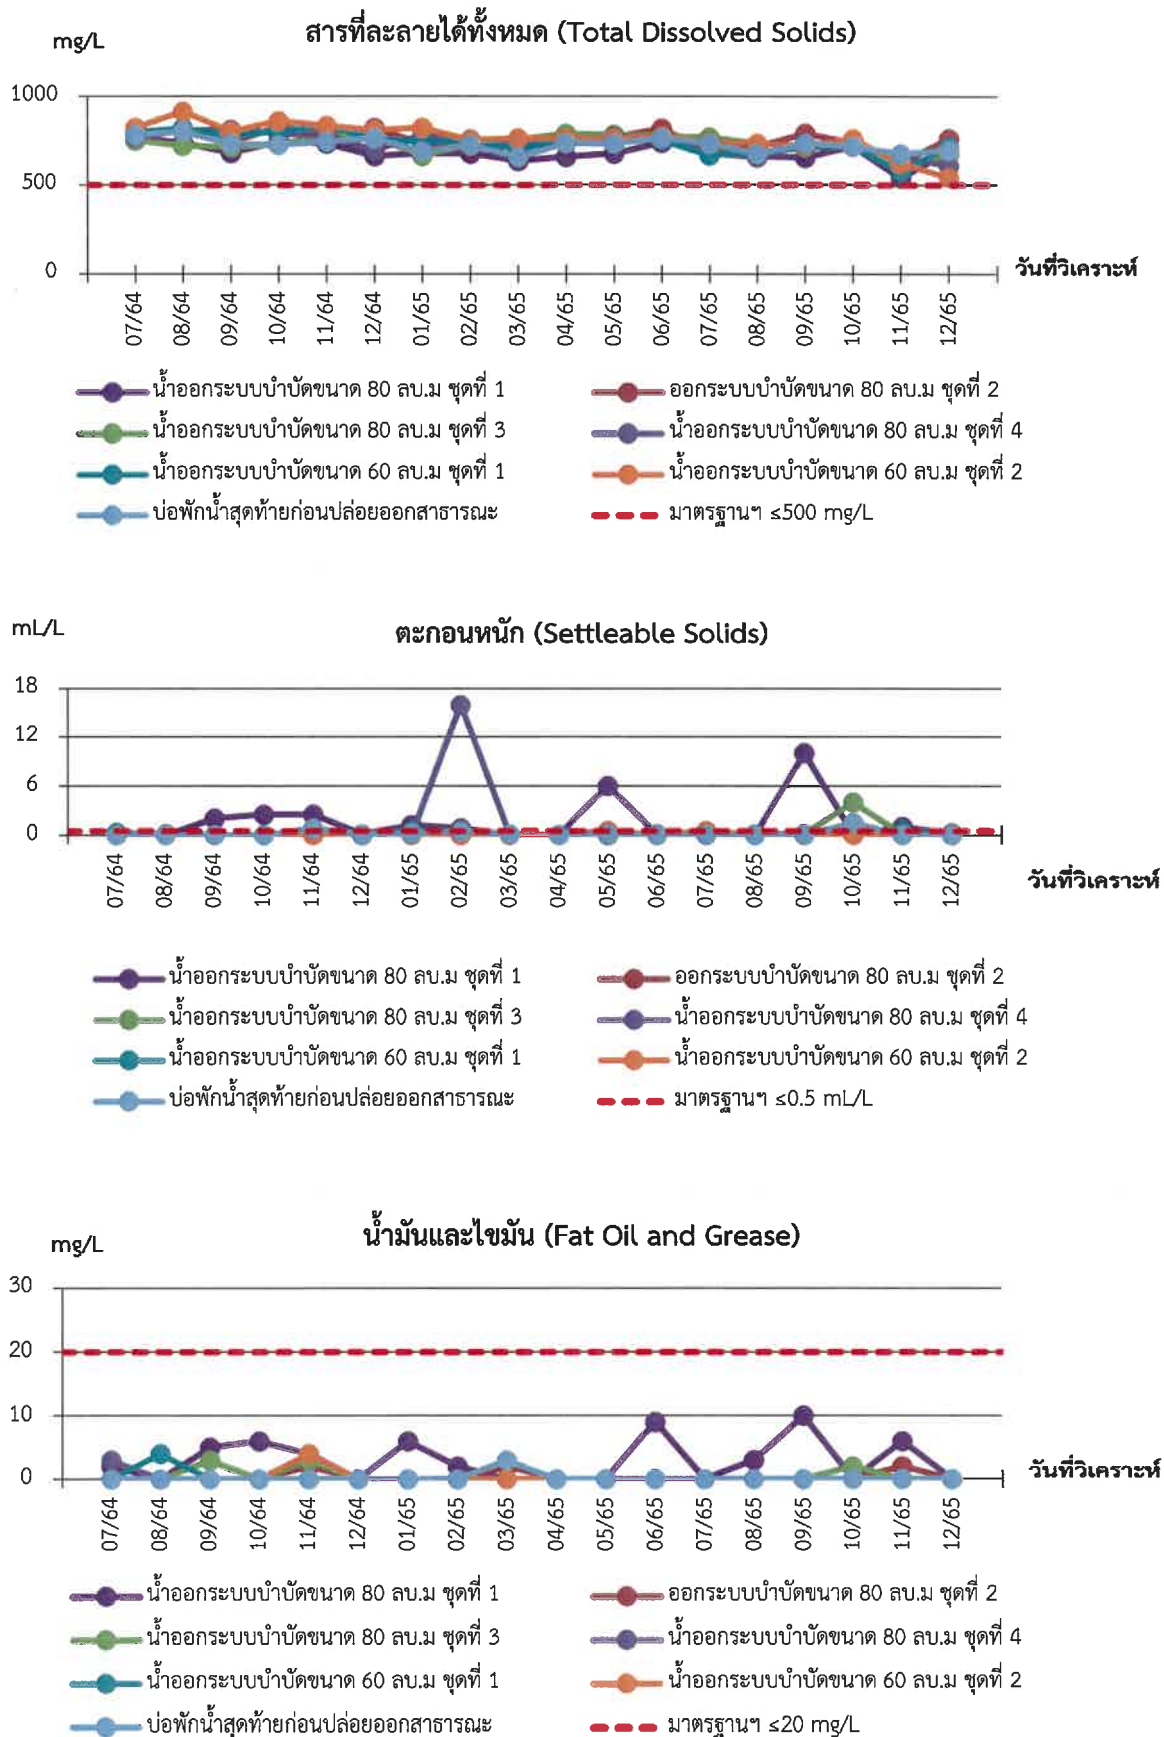 สารที่ละลายได้ทั้งหมด (Total Dissolved Solids)
mg/L
1000
500
0
วันที่วิเคราะห์
07/64 08/64 09/64 10/64 11/64 12/64 01/65 02/65 03/65 04/65 05/65 06/65 07/65 08/65 09/65 10/65 11/65 12/65
น้ำออกระบบบำบัดขนาด 80 ลบ.ม ชุดที่ 1 ออกระบบบำบัดขนาด 80 ลบ.ม ชุดที่ 2
น้ำออกระบบบำบัดขนาด 80 ลบ.ม ชุดที่ 3 น้ำออกระบบบำบัดขนาด 80 ลบ.ม ชุดที่ 4
น้ำออกระบบบำบัดขนาด 60 ลบ.ม ชุดที่ 1 น้ำออกระบบบำบัดขนาด 60 ลบ.ม ชุดที่ 2
บ่อพักน้ำสุดท้ายก่อนปล่อยออกสาธารณะ มาตรฐานฯ ≤500 mg/L
mL/L
ตะกอนหนัก (Settleable Solids)
18
12
6
0
วันที่วิเคราะห์
07/64 08/64 09/64 10/64 11/64 12/64 01/65 02/65 03/65 04/65 05/65 06/65 07/65 08/65 09/65 10/65 11/65 12/65
น้ำออกระบบบำบัดขนาด 80 ลบ.ม ชุดที่ 1 ออกระบบบำบัดขนาด 80 ลบ.ม ชุดที่ 2
น้ำออกระบบบำบัดขนาด 80 ลบ.ม ชุดที่ 3 น้ำออกระบบบำบัดขนาด 80 ลบ.ม ชุดที่ 4
น้ำออกระบบบำบัดขนาด 60 ลบ.ม ชุดที่ 1 น้ำออกระบบบำบัดขนาด 60 ลบ.ม ชุดที่ 2
บ่อพักน้ำสุดท้ายก่อนปล่อยออกสาธารณะ มาตรฐานฯ ≤0.5 mL/L
น้ำมันและไขมัน (Fat Oil and Grease)
mg/L
30
20
10
0
วันที่วิเคราะห์
07/64 08/64 09/64 10/64 11/64 12/64 01/65 02/65 03/65 04/65 05/65 06/65 07/65 08/65 09/65 10/65 11/65 12/65
น้ำออกระบบบำบัดขนาด 80 ลบ.ม ชุดที่ 1 ออกระบบบำบัดขนาด 80 ลบ.ม ชุดที่ 2
น้ำออกระบบบำบัดขนาด 80 ลบ.ม ชุดที่ 3 น้ำออกระบบบำบัดขนาด 80 ลบ.ม ชุดที่ 4
น้ำออกระบบบำบัดขนาด 60 ลบ.ม ชุดที่ 1 น้ำออกระบบบำบัดขนาด 60 ลบ.ม ชุดที่ 2
บ่อพักน้ำสุดท้ายก่อนปล่อยออกสาธารณะ มาตรฐานฯ ≤20 mg/L